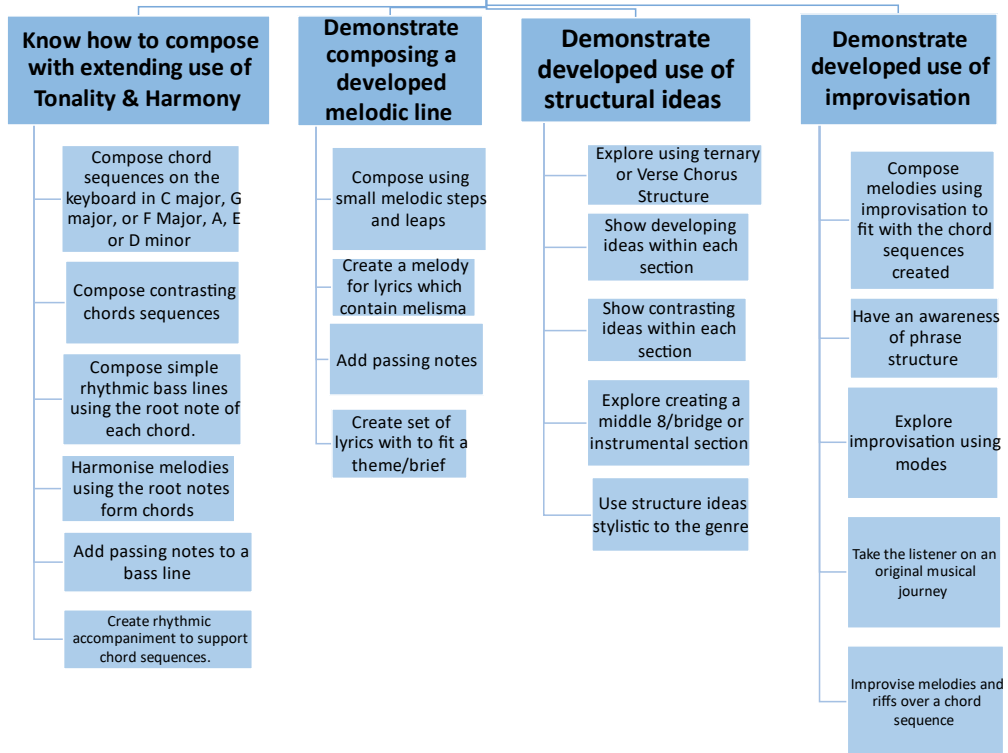 Know how to compose
with extending use of
Tonality & Harmony
Compose chord
sequences on the
keyboard in C major, G
major, or F Major, A, E
or D minor
Compose contrasting
chords sequences
Compose simple
rhythmic bass lines
using the root note of
each chord.
Harmonise melodies
using the root notes
form chords
Add passing notes to a
bass line
Create rhythmic
accompaniment to support
chord sequences.
Demonstrate
composing a
developed
melodic line
Compose using
small melodic steps
and leaps
Create a melody
for lyrics which
contain melisma
Add passing notes
Create set of
lyrics with to fit a
theme/brief
Demonstrate
developed use of
structural ideas
Explore using ternary
or Verse Chorus
Structure
Show developing
ideas within each
section
Show contrasting
ideas within each
section
Explore creating a
middle 8/bridge or
instrumental section
Use structure ideas
stylistic to the genre
Demonstrate
developed use of
improvisation
Compose
melodies using
improvisation to
fit with the chord
sequences
created
Have an awareness
of phrase
structure
Explore
improvisation using
modes
Take the listener on an
original musical
journey
Improvise melodies and
riffs over a chord
sequence